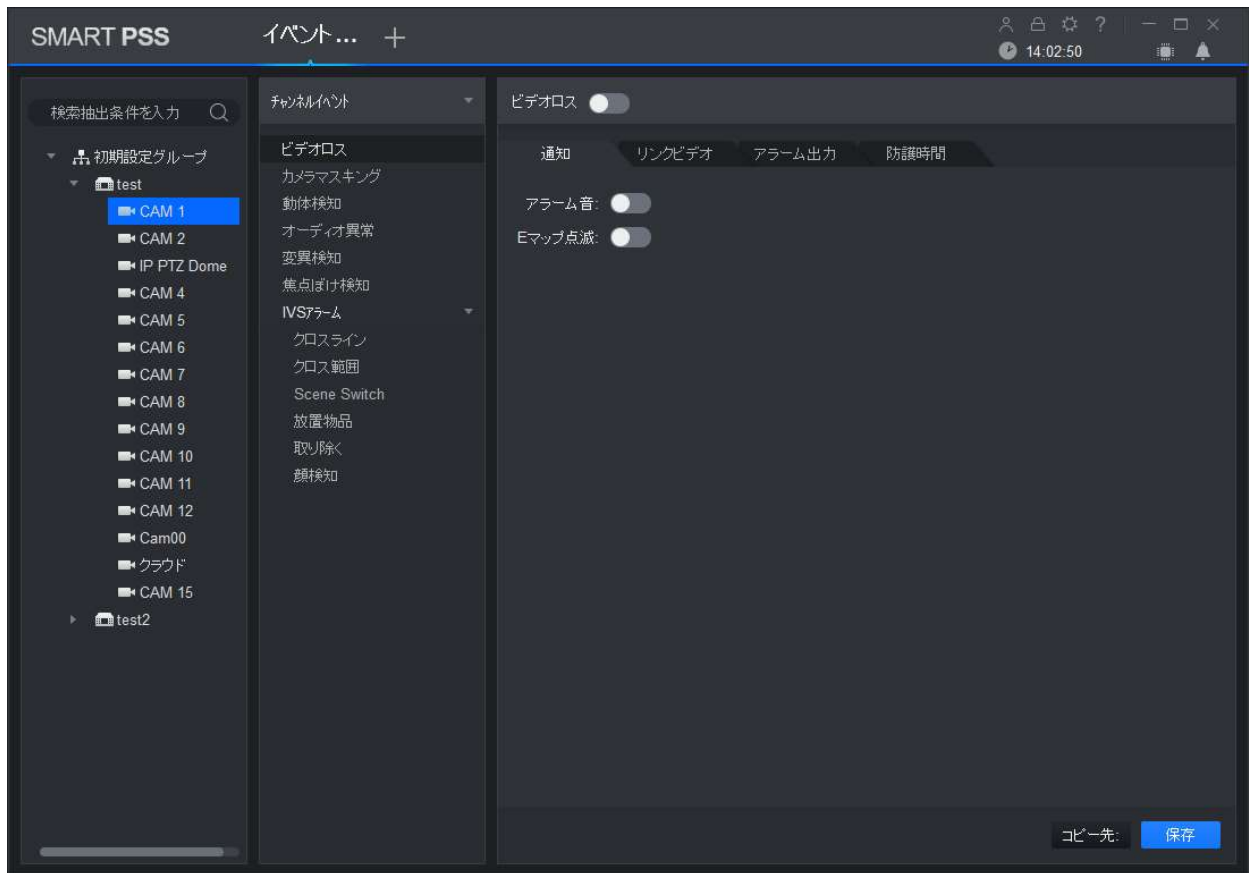 SMART PSS
イベント... +
?
14:02:50
検索抽出条件を入力
初期設定グループ
test
CAM 1
CAM 2
IP PTZ Dome
CAM 4
CAM 5
CAM 6
CAM 7
CAM 8
CAM 9
CAM 10
CAM 11
CAM 12
Cam00
クラウド
CAM 15
test2
チャンネルイベント
ビデオロス
カメラマスキング
動体検知
オーディオ異常
変異検知
焦点ぼけ検知
IVSアラーム
クロスライン
クロス範囲
Scene Switch
放置物品
取り除く
顔検知
ビデオロス
通知 リンクビデオ アラーム出力 防護時間
アラーム音:
Eマップ点滅:
コピー先: 保存